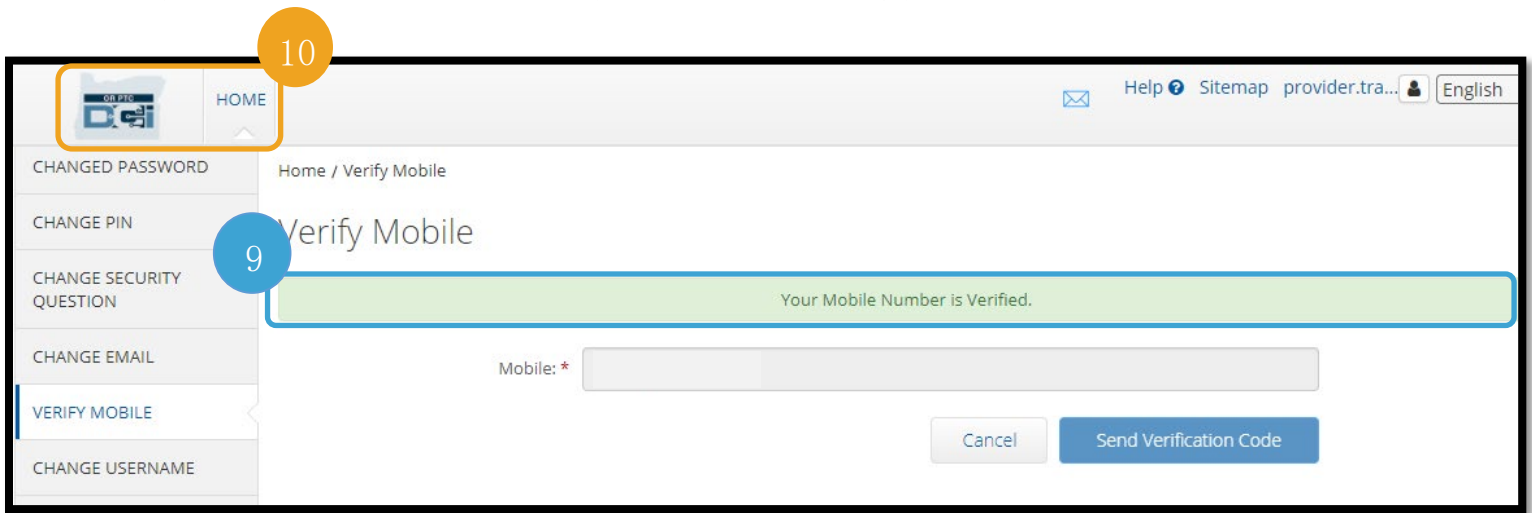 10
OR PTC
DCi
HOME
Help ? Sitemap provider.tra... English
CHANGED PASSWORD
CHANGE PIN
CHANGE SECURITY
QUESTION
CHANGE EMAIL
VERIFY MOBILE
CHANGE USERNAME
Home / Verify Mobile
Verify Mobile
9
Your Mobile Number is Verified.
Mobile: *
Cancel Send Verification Code